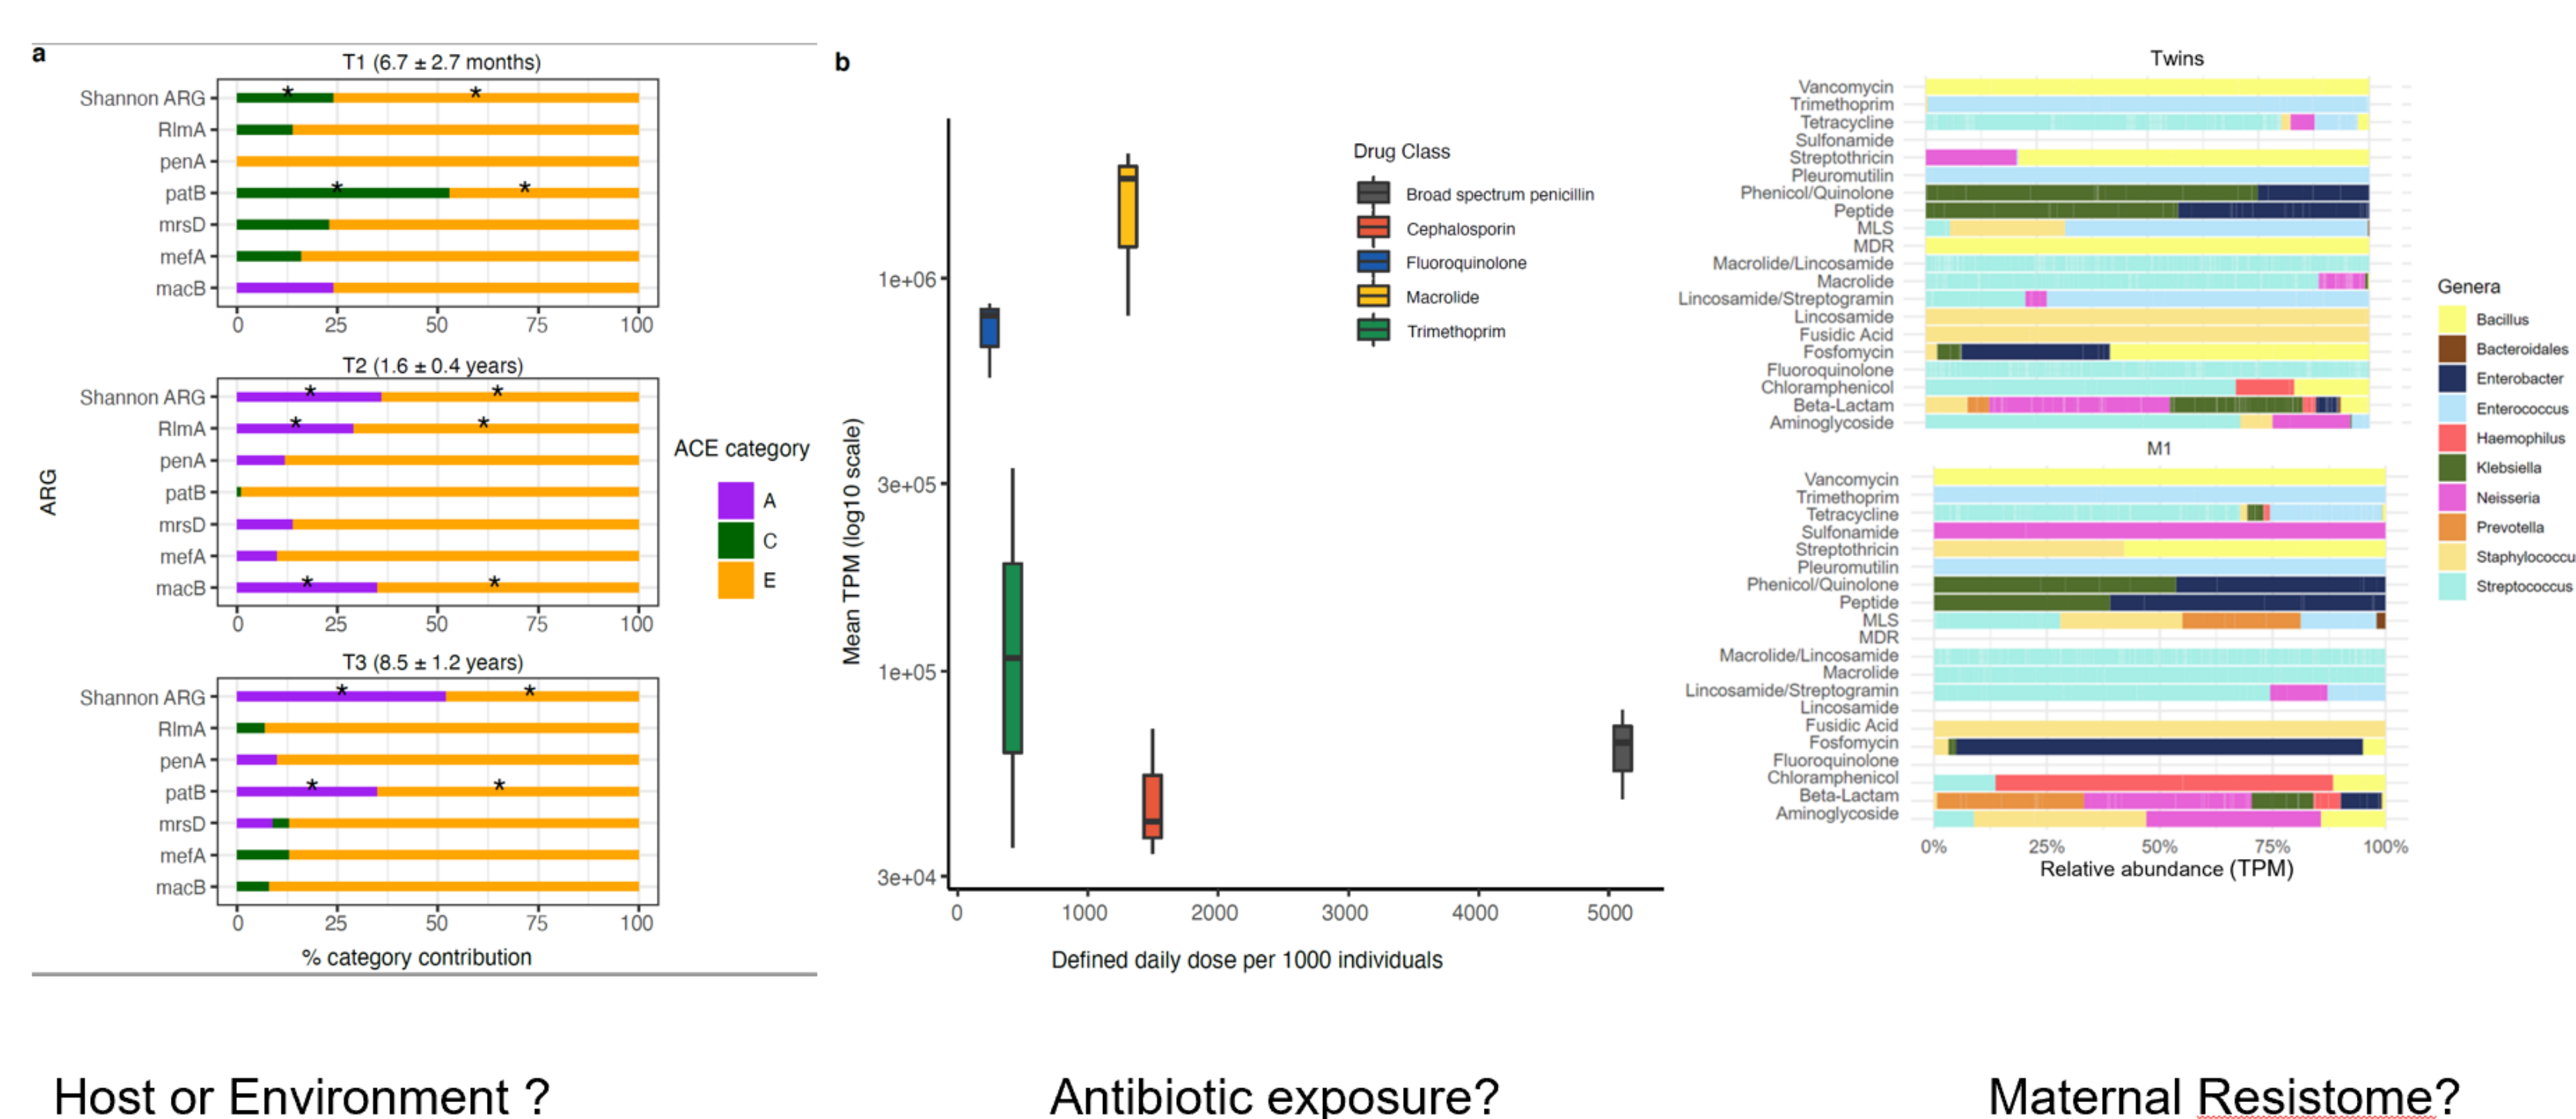 a
T1 (6.7 ± 2.7 months)
Shannon ARG
RlmA
penA
patB
mrsD
mefA
macB
* *
* *
0 25 50 75 100
T2 (1.6 ± 0.4 years)
Shannon ARG
RlmA
penA
patB
mrsD
mefA
macB
* *
* *
* *
0 25 50 75 100
T3 (8.5 ± 1.2 years)
Shannon ARG
RlmA
penA
patB
mrsD
mefA
macB
* *
* *
0 25 50 75 100
% category contribution
ARG
ACE category
A
C
E
b
Mean TPM (log10 scale)
1e+06
3e+05
1e+05
3e+04
0 1000 2000 3000 4000 5000
Defined daily dose per 1000 individuals
Drug Class
Broad spectrum penicillin
Cephalosporin
Fluoroquinolone
Macrolide
Trimethoprim
Twins
Vancomycin
Trimethoprim
Tetracycline
Sulfonamide
Streptothricin
Pleuromutilin
Phenicol/Quinolone
Peptide
MLS
MDR
Macrolide/Lincosamide
Macrolide
Lincosamide/Streptogramin
Lincosamide
Fusidic Acid
Fosfomycin
Fluoroquinolone
Chloramphenicol
Beta-Lactam
Aminoglycoside
M1
Vancomycin
Trimethoprim
Tetracycline
Sulfonamide
Streptothricin
Pleuromutilin
Phenicol/Quinolone
Peptide
MLS
MDR
Macrolide/Lincosamide
Macrolide
Lincosamide/Streptogramin
Lincosamide
Fusidic Acid
Fosfomycin
Fluoroquinolone
Chloramphenicol
Beta-Lactam
Aminoglycoside
0% 25% 50% 75% 100%
Relative abundance (TPM)
Genera
Bacillus
Bacteroidales
Enterobacter
Enterococcus
Haemophilus
Klebsiella
Neisseria
Prevotella
Staphylococcu
Streptococcus
Host or Environment ?
Antibiotic exposure?
Maternal Resistome?